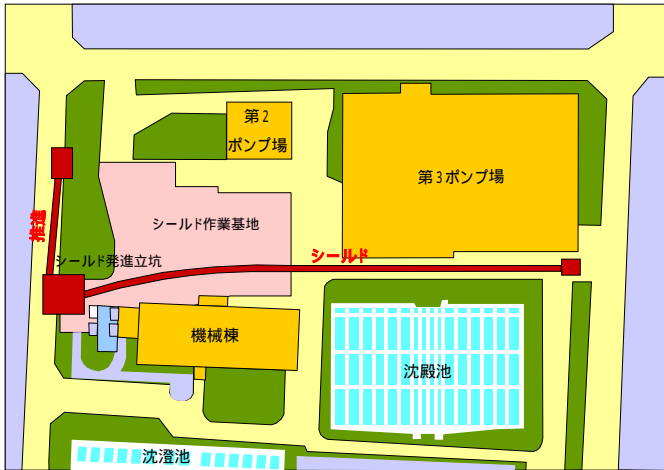 第2
ポンプ場
第3ポンプ場
推進
シールド作業基地
シールド発進立坑
シールド
機械棟
沈殿池
沈澄池